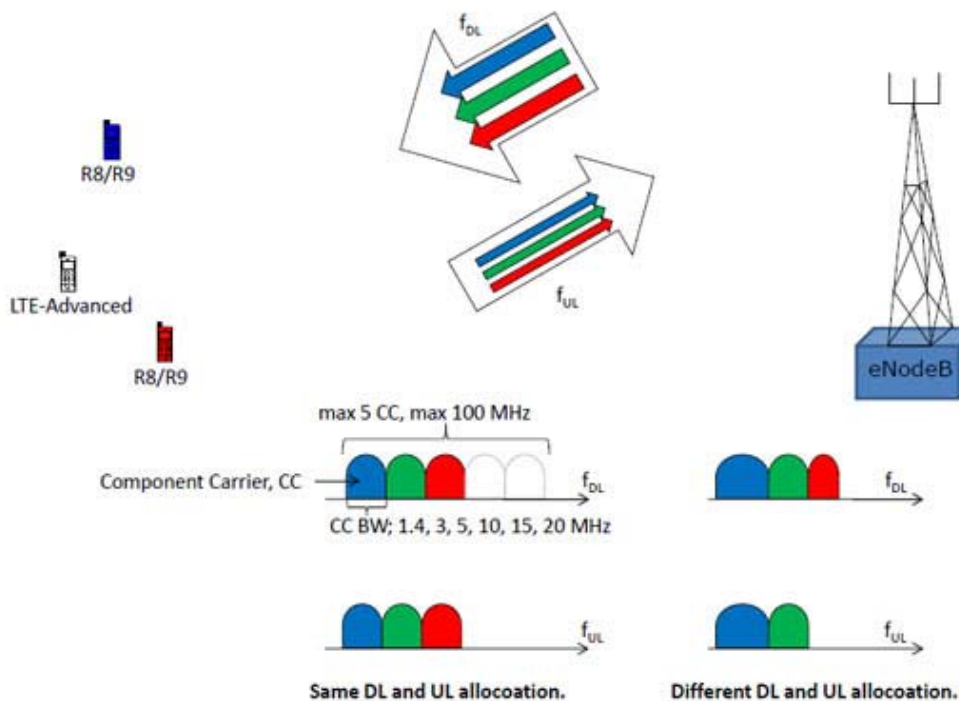 f_DL
R8/R9
LTE-Advanced
f_UL
R8/R9
eNodeB
max 5 CC, max 100 MHz
Component Carrier, CC
f_DL
f_DL
CC BW; 1.4, 3, 5, 10, 15, 20 MHz
f_UL
f_UL
Same DL and UL allocoation.
Different DL and UL allocoation.